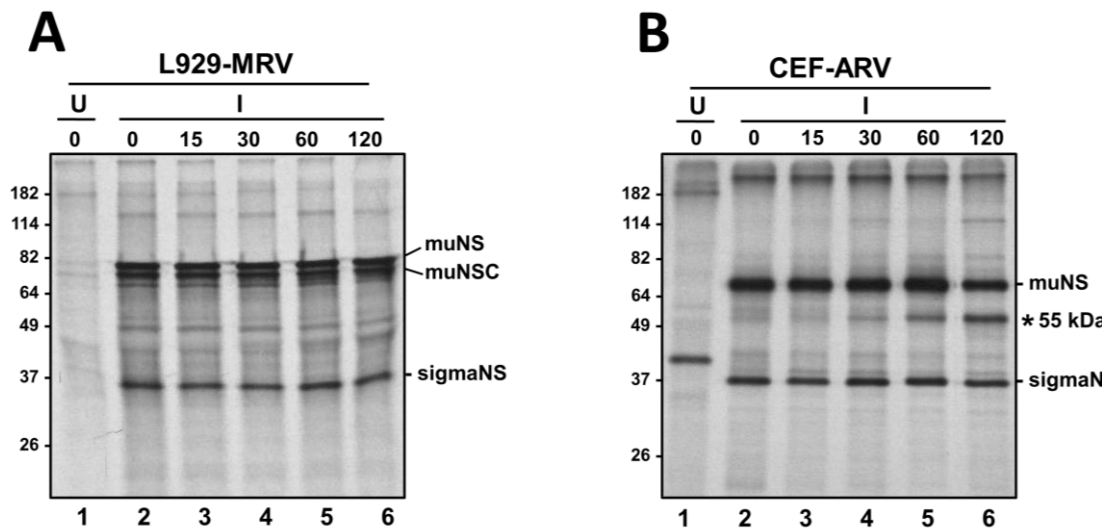 A
L929-MRV
U I
0 0 15 30 60 120
182
114
82
64
49
37
26
muNS
muNSC
sigmaNS
1 2 3 4 5 6
B
CEF-ARV
U I
0 0 15 30 60 120
182
114
82
64
49
37
26
muNS
* 55 kDa
sigmaN
1 2 3 4 5 6